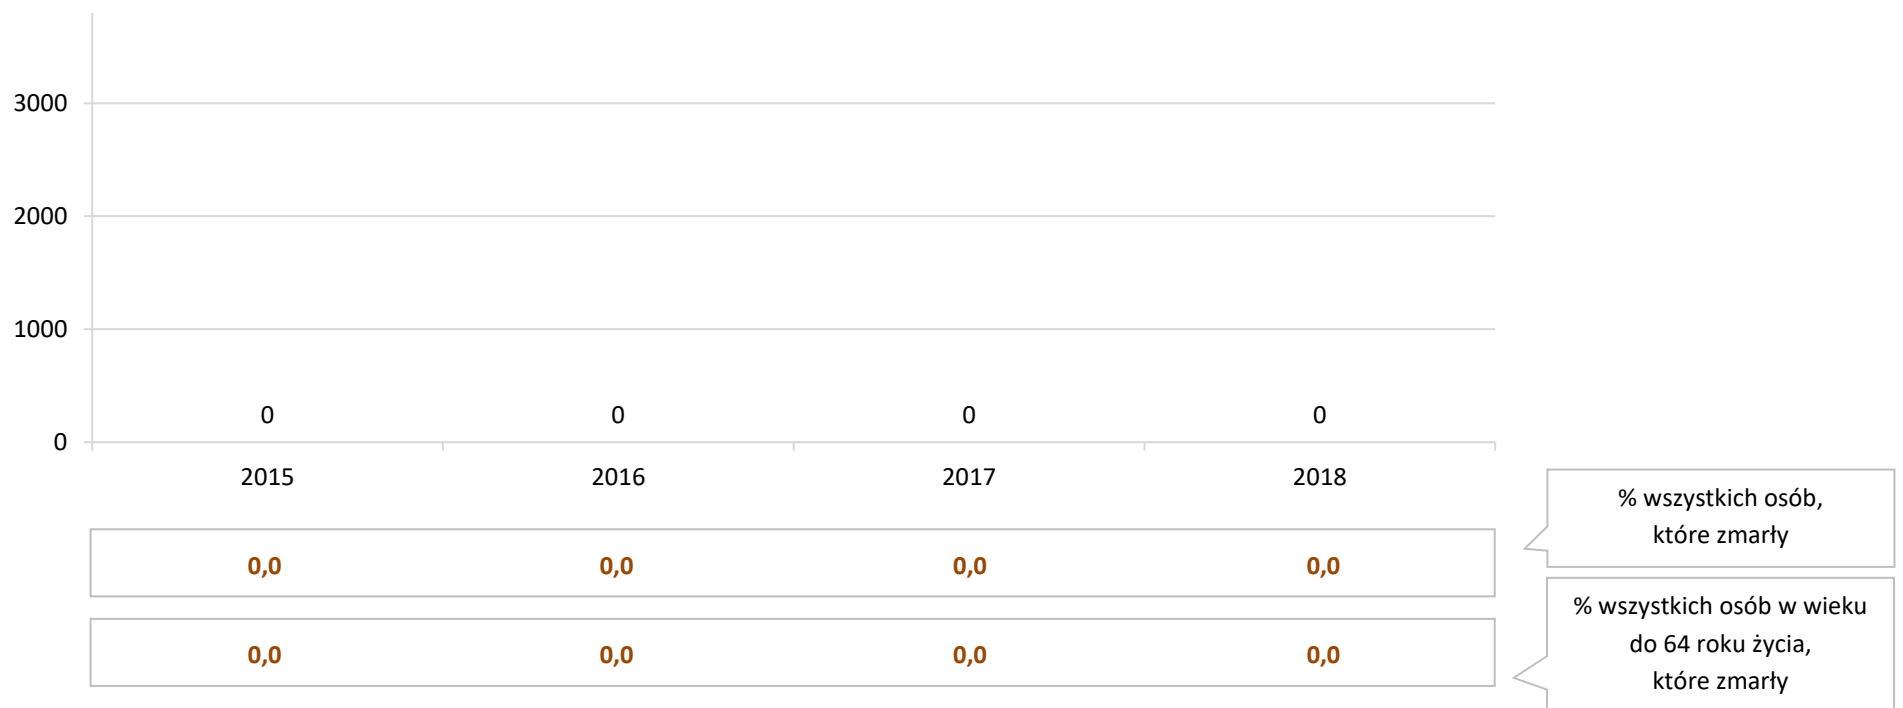 3000
2000
1000
0
0 0 0 0
2015 2016 2017 2018
% wszystkich osób,
które zmarły
0,0 0,0 0,0 0,0
% wszystkich osób w wieku
do 64 roku życia,
które zmarły
0,0 0,0 0,0 0,0